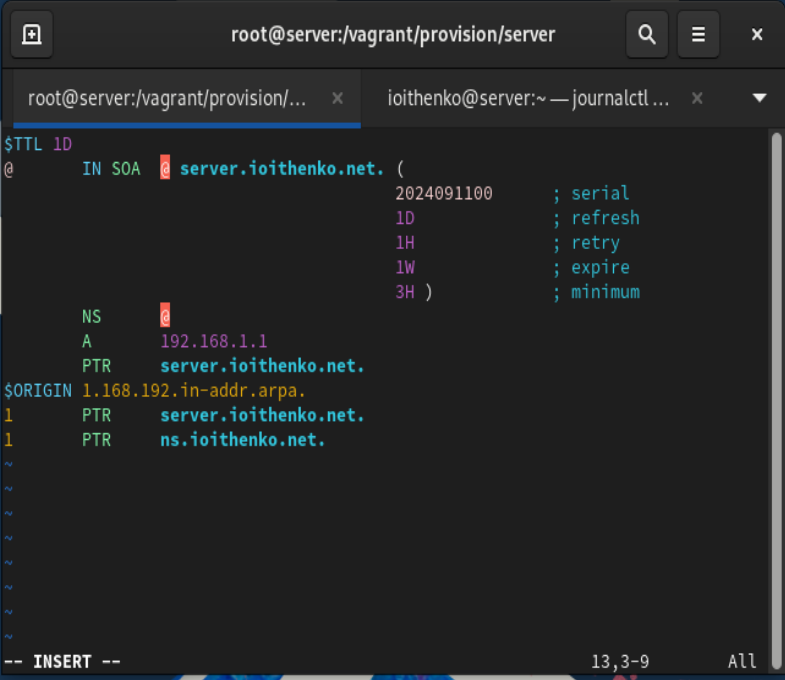 root@server:/vagrant/provision/server
root@server:/vagrant/provision/...
ioithenko@server:~ — journalctl ...
$TTL 1D
@ IN SOA @ server.ioithenko.net. (
2024091100 ; serial
1D ; refresh
1H ; retry
1W ; expire
3H ) ; minimum
NS @
A 192.168.1.1
PTR server.ioithenko.net.
$ORIGIN 1.168.192.in-addr.arpa.
1 PTR server.ioithenko.net.
1 PTR ns.ioithenko.net.
~
~
~
~
~
~
~
~
-- INSERT -- 13,3-9 All